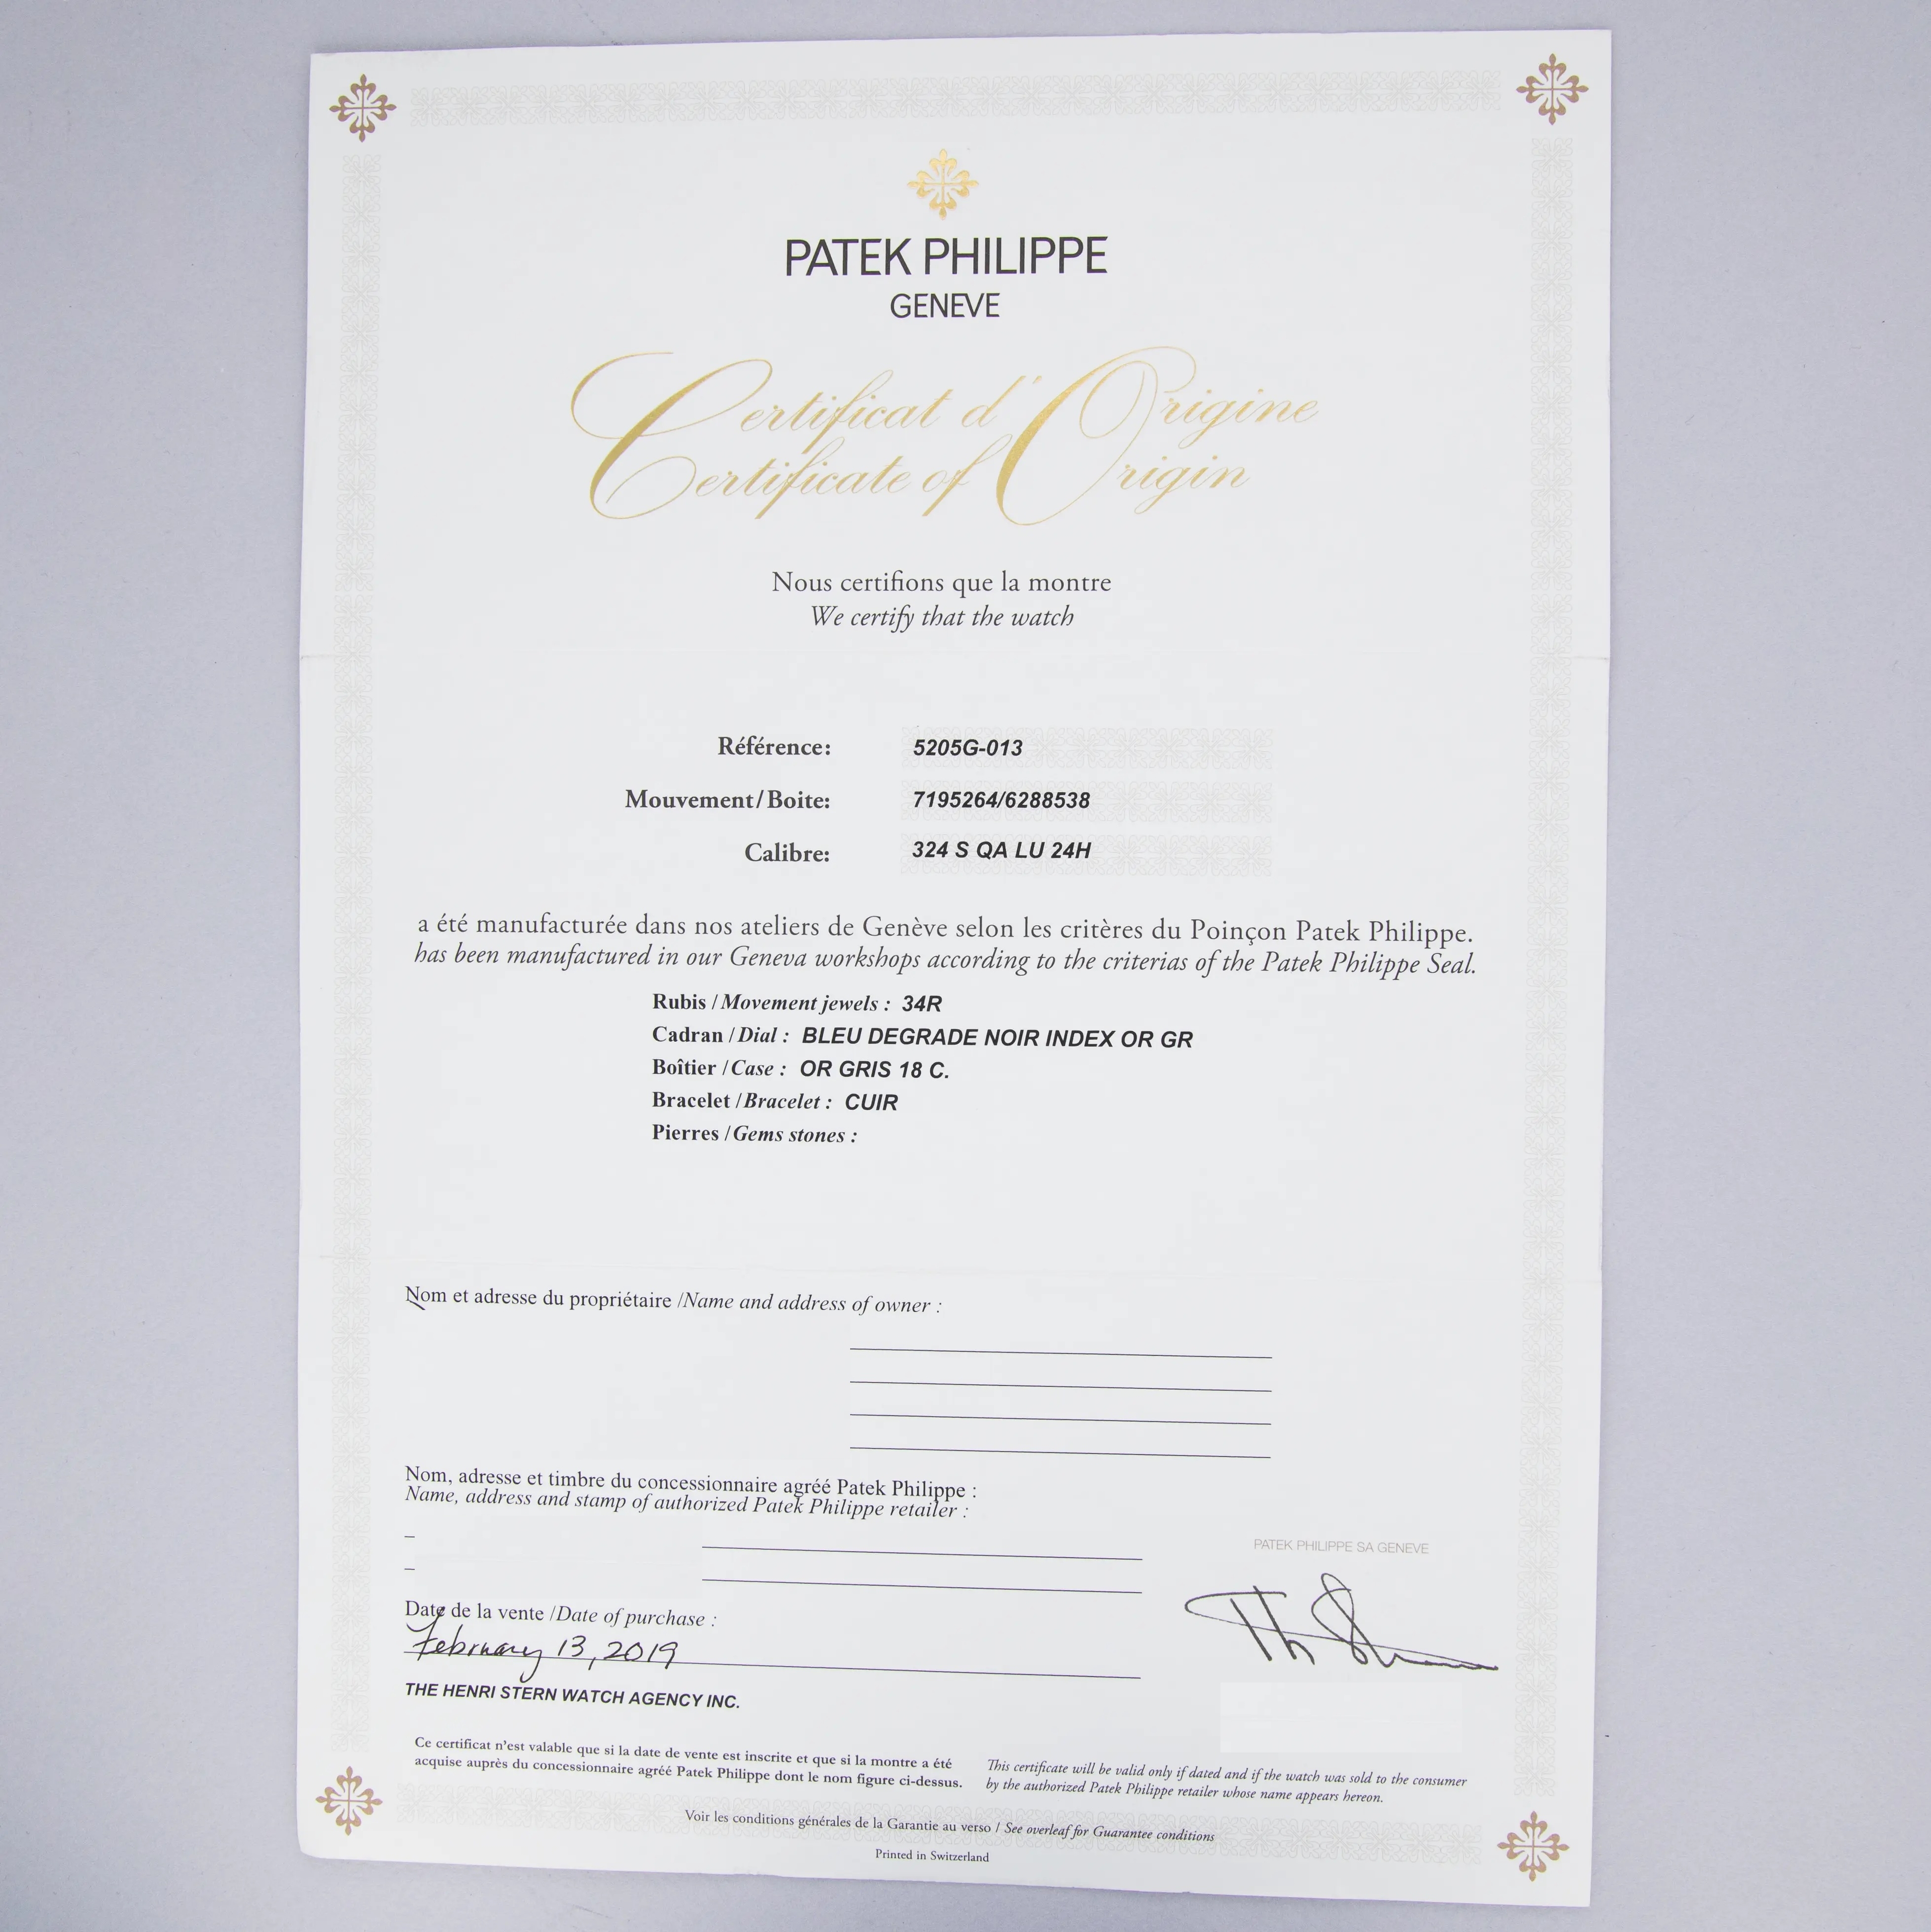 PATEK PHILIPPE
GENEVE
Certificat d'Origine
Certificate of Origin
Nous certifions que la montre
We certify that the watch
Référence: 5205G-013
Mouvement/Boite: 7195264/6288538
Calibre: 324 S QA LU 24H
a été manufacturée dans nos ateliers de Genève selon les critères du Poinçon Patek Philippe.
has been manufactured in our Geneva workshops according to the criterias of the Patek Philippe Seal.
Rubis / Movement jewels : 34R
Cadran / Dial : BLEU DEGRADE NOIR INDEX OR GR
Boîtier / Case : OR GRIS 18 C.
Bracelet / Bracelet : CUIR
Pierres / Gems stones :
Nom et adresse du propriétaire /Name and address of owner :
Nom, adresse et timbre du concessionnaire agréé Patek Philippe :
Name, address and stamp of authorized Patek Philippe retailer :
PATEK PHILIPPE SA GENEVE
Date de la vente /Date of purchase :
February 13, 2019
THE HENRI STERN WATCH AGENCY INC.
Ce certificat n'est valable que si la date de vente est inscrite et que si la montre a été
acquise auprès du concessionnaire agréé Patek Philippe dont le nom figure ci-dessus.
This certificate will be valid only if dated and if the watch was sold to the consumer
by the authorized Patek Philippe retailer whose name appears hereon.
Voir les conditions générales de la Garantie au verso / See overleaf for Guarantee conditions
Printed in Switzerland